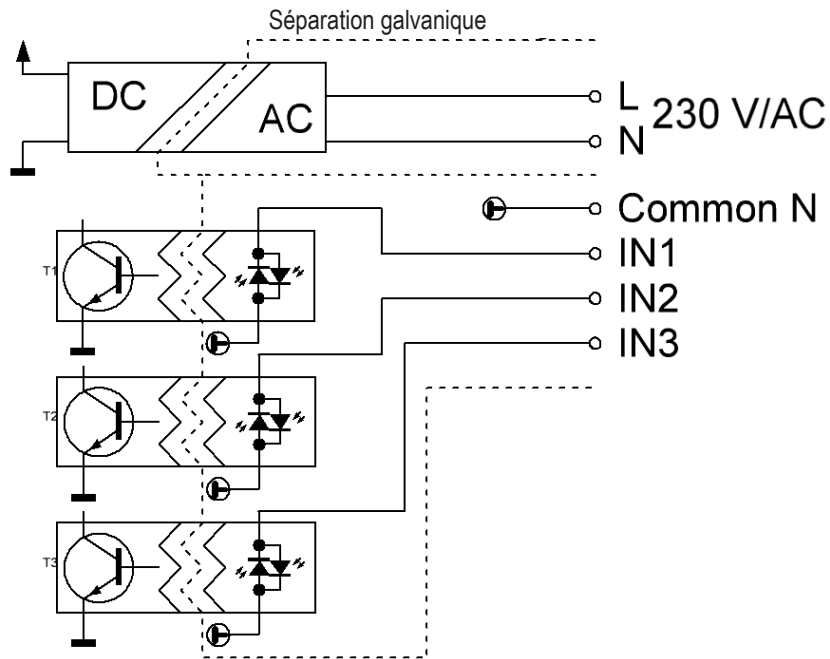 Séparation galvanique
DC
AC
L
N
230 V/AC
Common N
IN1
IN2
IN3
T1
T2
T3